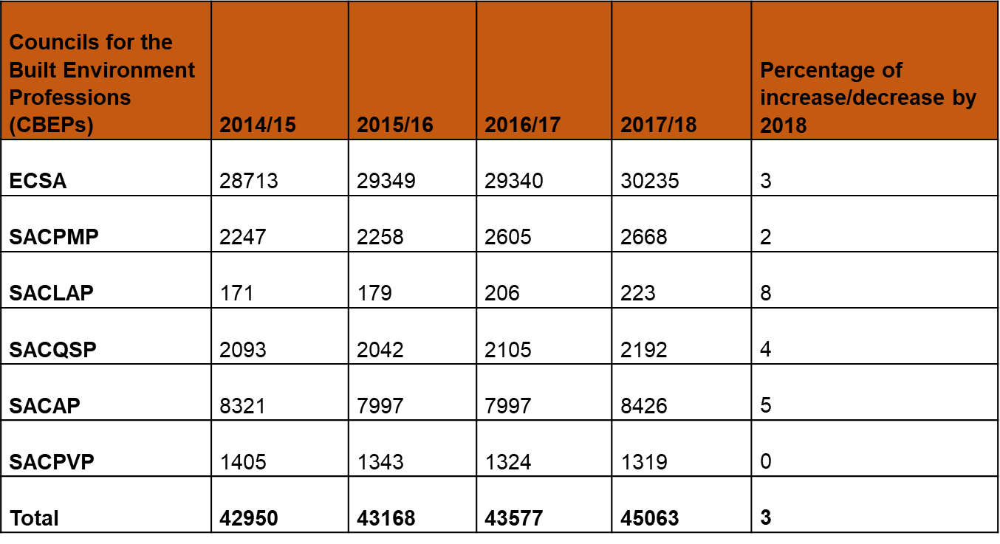 Councils for the
Built Environment
Professions
(CBEPs) 2014/15 2015/16 2016/17 2017/18 Percentage of
increase/decrease by
2018
ECSA 28713 29349 29340 30235 3
SACPMP 2247 2258 2605 2668 2
SACLAP 171 179 206 223 8
SACQSP 2093 2042 2105 2192 4
SACAP 8321 7997 7997 8426 5
SACPVP 1405 1343 1324 1319 0
Total 42950 43168 43577 45063 3